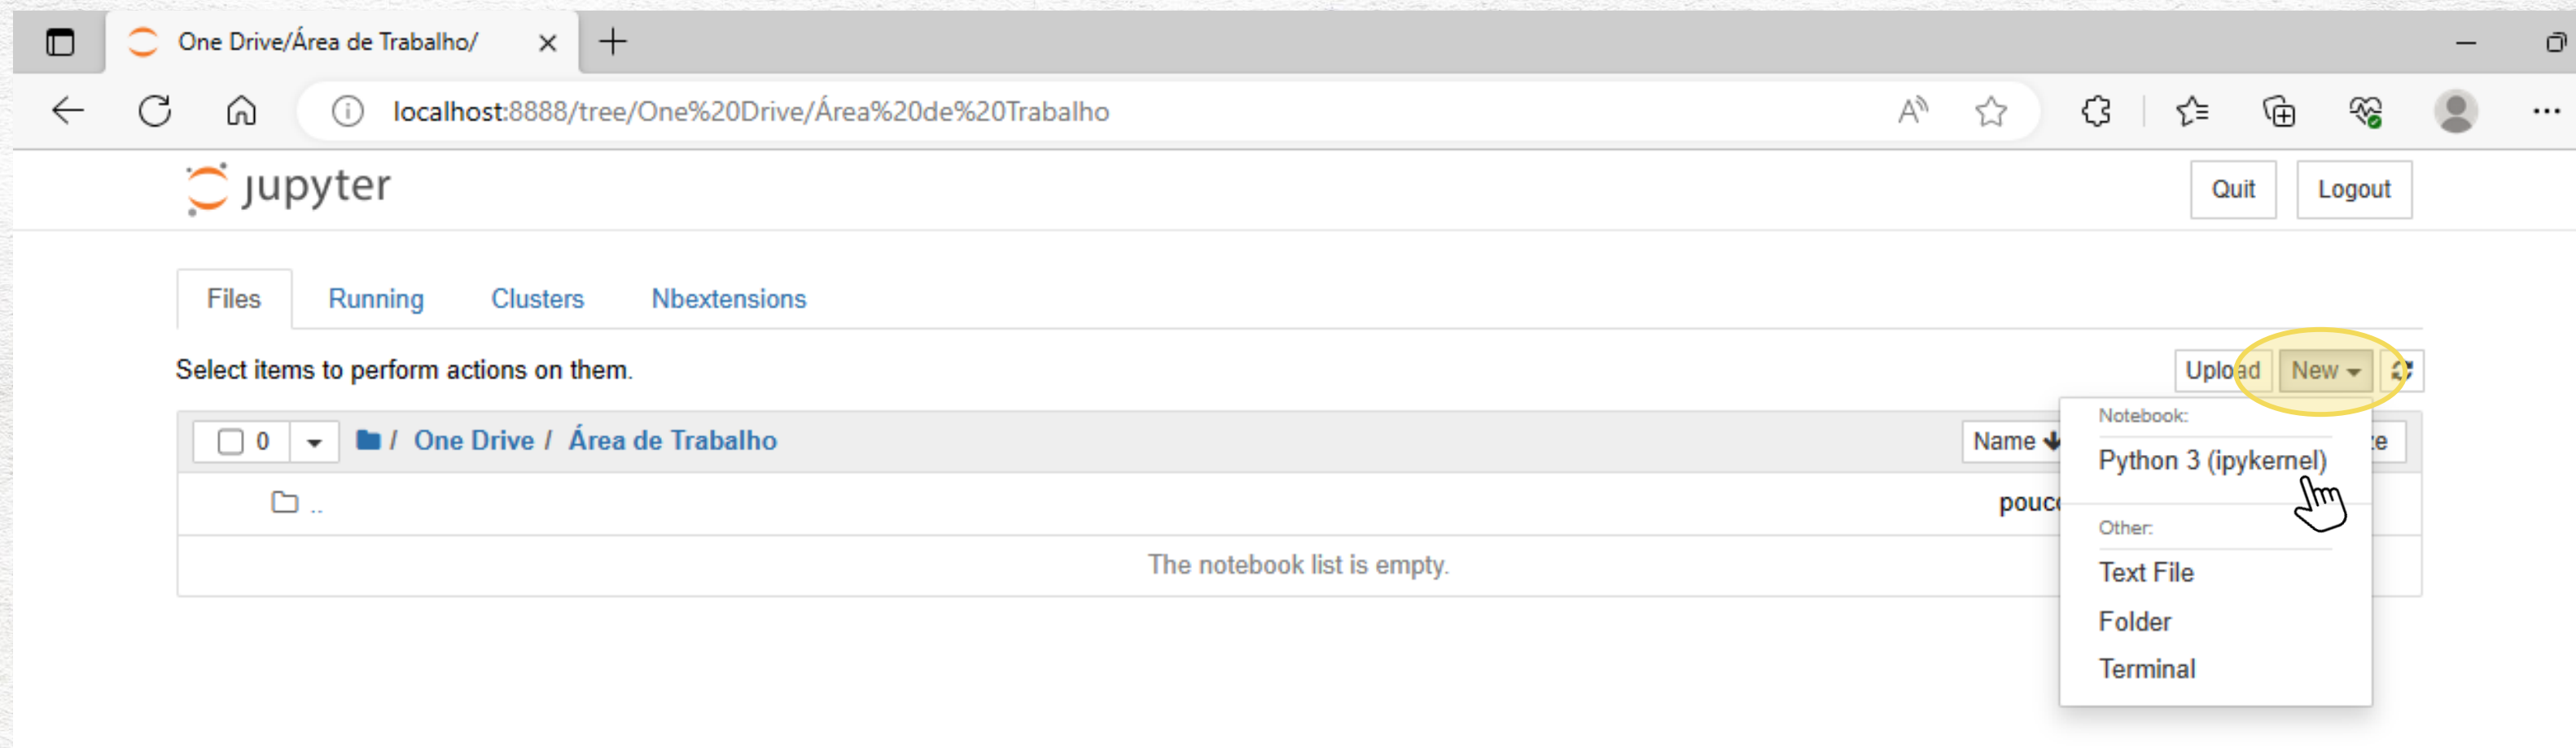 One Drive/Área de Trabalho/
localhost:8888/tree/One%20Drive/Área%20de%20Trabalho
jupyter
Quit Logout
Files Running Clusters Nbextensions
Select items to perform actions on them.
Upload New
0 / One Drive / Área de Trabalho Name
Notebook:
Python 3 (ipykernel)
..
Other:
The notebook list is empty.
Text File
Folder
Terminal